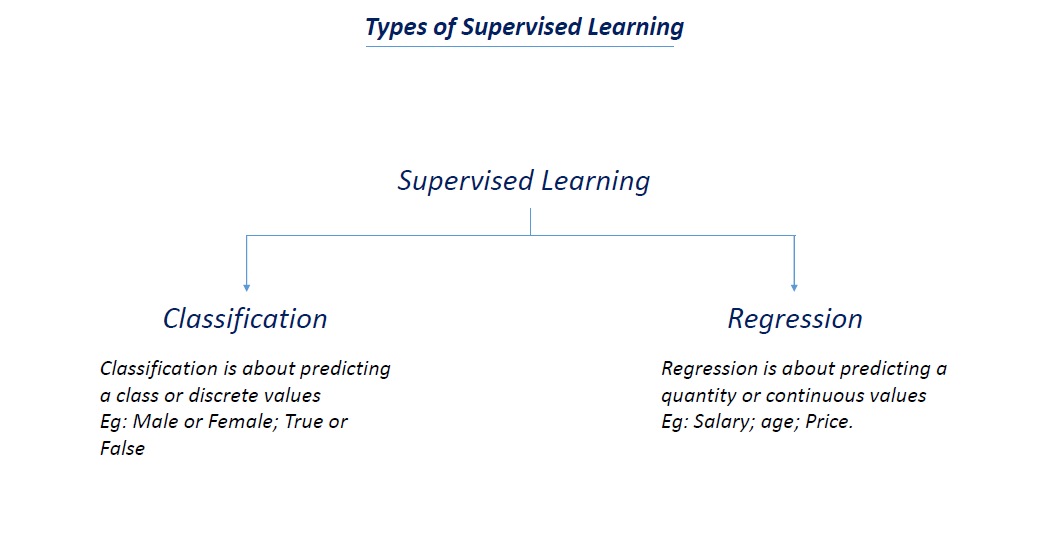 Types of Supervised Learning
Supervised Learning
Classification
Classification is about predicting
a class or discrete values
Eg: Male or Female; True or
False
Regression
Regression is about predicting a
quantity or continuous values
Eg: Salary; age; Price.